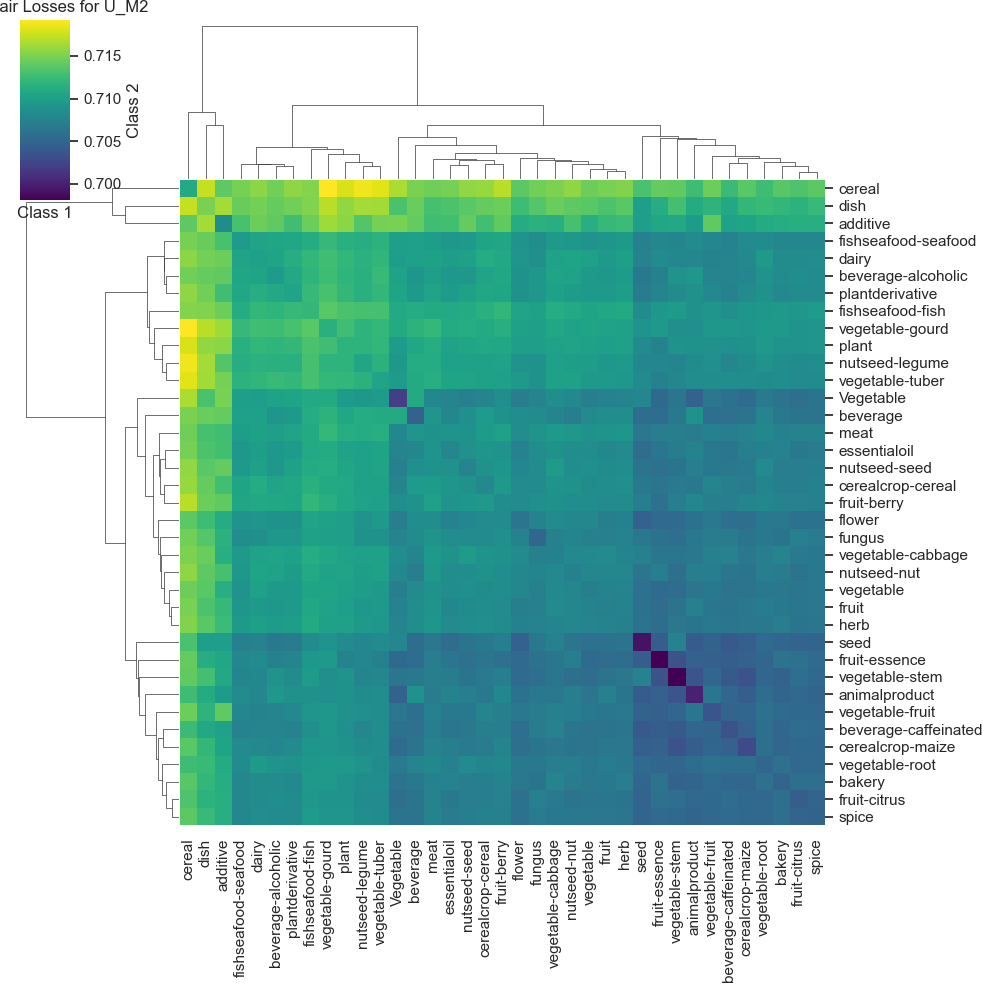 air Losses for U_M2
0.715
0.710
0.705
0.700
Class 2
Class 1
cereal
dish
additive
fishseafood-seafood
dairy
beverage-alcoholic
plantderivative
fishseafood-fish
vegetable-gourd
plant
nutseed-legume
vegetable-tuber
Vegetable
beverage
meat
essentialoil
nutseed-seed
cerealcrop-cereal
fruit-berry
flower
fungus
vegetable-cabbage
nutseed-nut
vegetable
fruit
herb
seed
fruit-essence
vegetable-stem
animalproduct
vegetable-fruit
beverage-caffeinated
cerealcrop-maize
vegetable-root
bakery
fruit-citrus
spice
cereal
dish
additive
fishseafood-seafood
dairy
beverage-alcoholic
plantderivative
fishseafood-fish
vegetable-gourd
plant
nutseed-legume
vegetable-tuber
Vegetable
beverage
meat
essentialoil
nutseed-seed
cerealcrop-cereal
fruit-berry
flower
fungus
vegetable-cabbage
nutseed-nut
vegetable
fruit
herb
seed
fruit-essence
vegetable-stem
animalproduct
vegetable-fruit
beverage-caffeinated
cerealcrop-maize
vegetable-root
bakery
fruit-citrus
spice